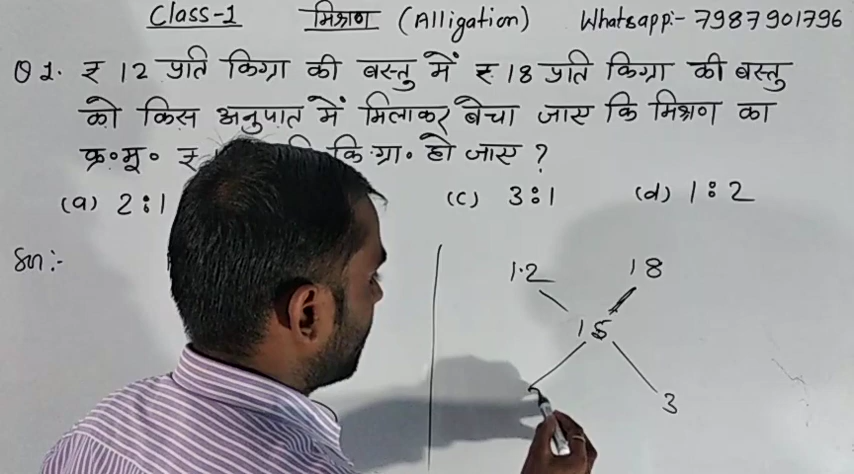 Class-1 मिश्रण (Alligation) Whatsapp:- 7987901796
Q 1. ₹ 12 प्रति किग्रा की वस्तु में ₹ 18 प्रति किग्रा की वस्तु
को किस अनुपात में मिलाकर बेचा जाए कि मिश्रण का
क्र॰मू॰ ₹ कि.ग्रा॰ हो जाए ?
(a) 2:1 (c) 3:1 (d) 1:2
Sol:-
12 18
15
3